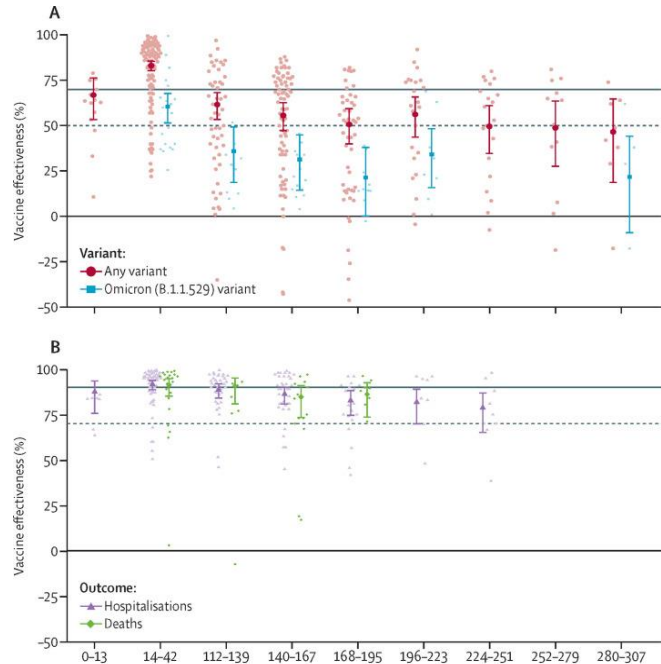 A
Vaccine effectiveness (%)
100
75
50
25
0
−25
−50
Variant:
Any variant
Omicron (B.1.1.529) variant
B
Vaccine effectiveness (%)
100
75
50
25
0
−25
−50
Outcome:
Hospitalisations
Deaths
0–13 14–42 112–139 140–167 168–195 196–223 224–251 252–279 280–307